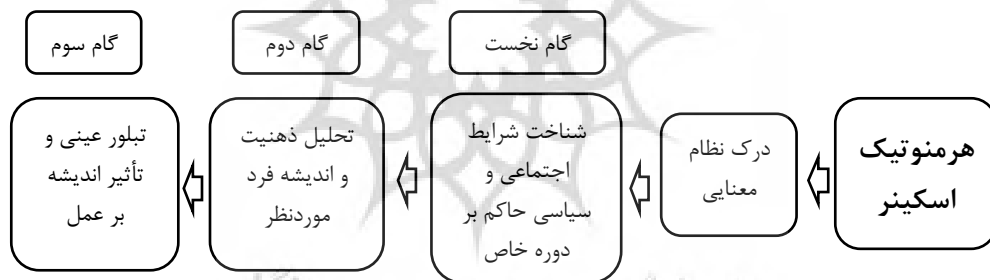 گام نخست
گام دوم
گام سوم
هرمنوتیک
اسکینر
درک نظام
معنایی
شناخت شرایط
اجتماعی و
سیاسی حاکم بر
دوره خاص
تحلیل ذهنیت
و اندیشه فرد
موردنظر
تبلور عینی و
تأثیر اندیشه
بر عمل